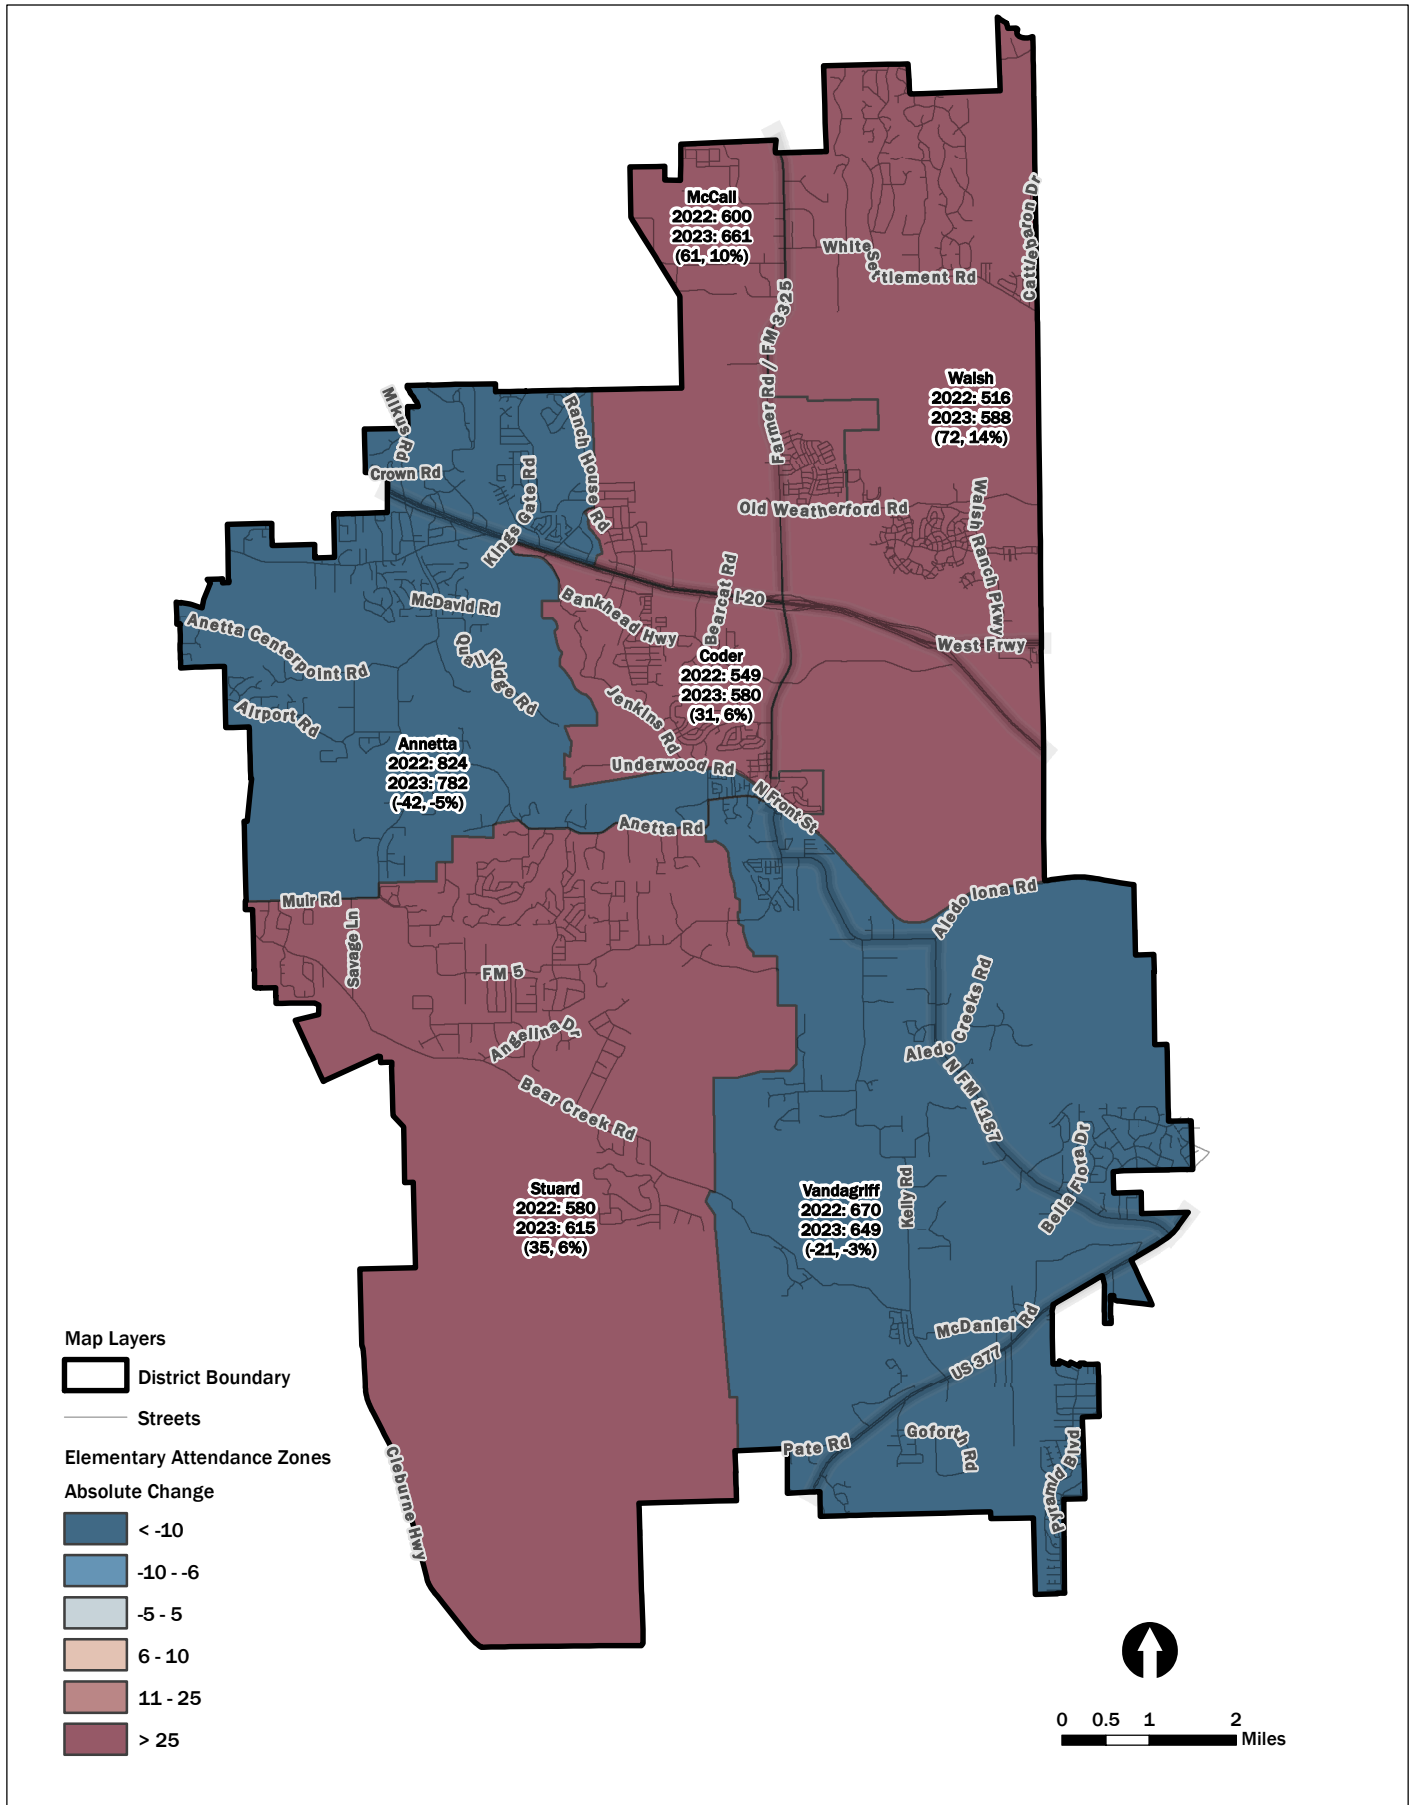 McCall
2022: 600
2023: 661
(61, 10%)
White Settlement Rd
Cattlebaron Dr
Farmer Rd / FM 3325
Walsh
2022: 516
2023: 588
(72, 14%)
Mikus Rd
Crown Rd
Ranch House Rd
Kings Gate Rd
Old Weatherford Rd
Walsh Ranch Pkwy
McDavid Rd
Bankhead Hwy
Bearcat Rd
I-20
West Frwy
Anetta Centerpoint Rd
Quail Ridge Rd
Coder
2022: 549
2023: 580
(31, 6%)
Airport Rd
Jenkins Rd
Annetta
2022: 824
2023: 782
(-42, -5%)
Underwood Rd
N Front St
Anetta Rd
Muir Rd
Savage Ln
Aledo Iona Rd
FM 5
Angelina Dr
Aledo Creeks Rd
N FM 1187
Bear Creek Rd
Bella Flora Dr
Kelly Rd
Stuard
2022: 580
2023: 615
(35, 6%)
Vandagriff
2022: 670
2023: 649
(-21, -3%)
McDaniel Rd
US 377
Pate Rd
Goforth Rd
Pyramid Blvd
Cleburne Hwy
Map Layers
District Boundary
Streets
Elementary Attendance Zones
Absolute Change
< -10
-10 - -6
-5 - 5
6 - 10
11 - 25
> 25
0 0.5 1 2
Miles